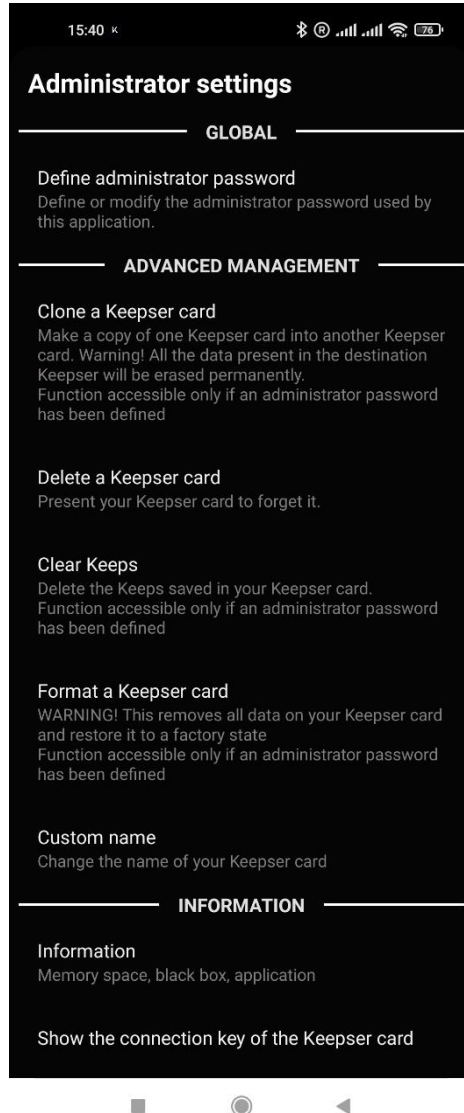 15:40 K
® 76
Administrator settings
GLOBAL
Define administrator password
Define or modify the administrator password used by
this application.
ADVANCED MANAGEMENT
Clone a Keepser card
Make a copy of one Keepser card into another Keepser
card. Warning! All the data present in the destination
Keepser will be erased permanently.
Function accessible only if an administrator password
has been defined
Delete a Keepser card
Present your Keepser card to forget it.
Clear Keeps
Delete the Keeps saved in your Keepser card.
Function accessible only if an administrator password
has been defined
Format a Keepser card
WARNING! This removes all data on your Keepser card
and restore it to a factory state
Function accessible only if an administrator password
has been defined
Custom name
Change the name of your Keepser card
INFORMATION
Information
Memory space, black box, application
Show the connection key of the Keepser card